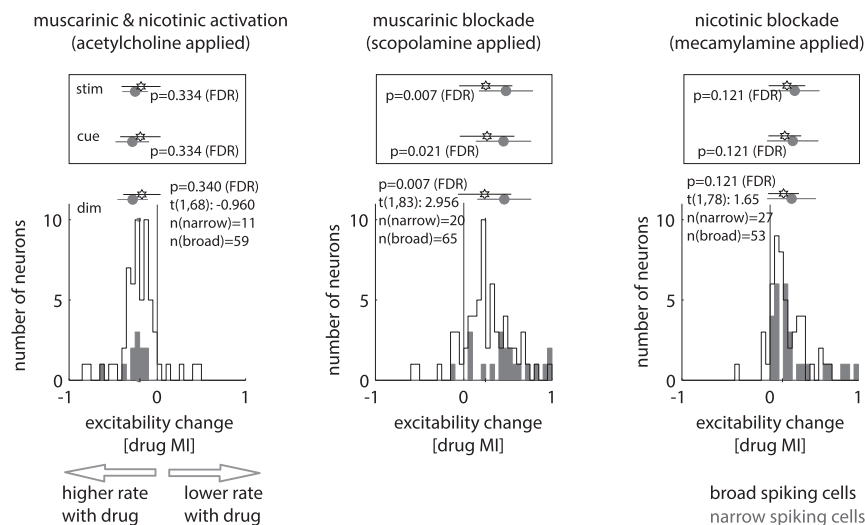 muscarinic & nicotinic activation
(acetylcholine applied)
muscarinic blockade
(scopolamine applied)
nicotinic blockade
(mecamylamine applied)
stim
p=0.334 (FDR)
cue
p=0.334 (FDR)
p=0.007 (FDR)
p=0.021 (FDR)
p=0.121 (FDR)
p=0.121 (FDR)
dim
p=0.340 (FDR)
t(1,68): -0.960
n(narrow)=11
n(broad)=59
p=0.007 (FDR)
t(1,83): 2.956
n(narrow)=20
n(broad)=65
p=0.121 (FDR)
t(1,78): 1.65
n(narrow)=27
n(broad)=53
number of neurons
10
5
0
-1
0
1
excitability change
[drug MI]
number of neurons
10
5
0
-1
0
1
excitability change
[drug MI]
number of neurons
10
5
0
-1
0
1
excitability change
[drug MI]
higher rate
with drug
lower rate
with drug
broad spiking cells
narrow spiking cells